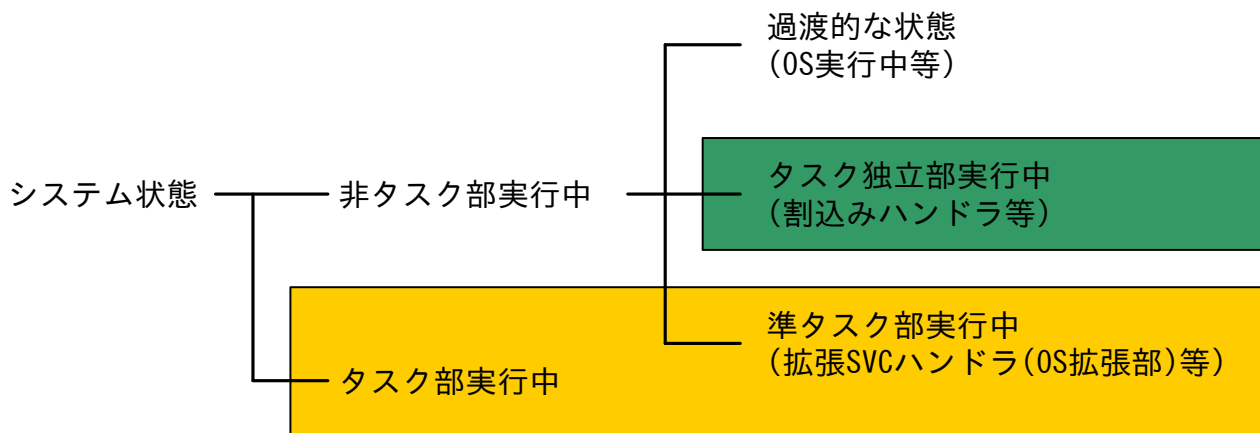 過渡的な状態
(OS実行中等)
タスク独立部実行中
(割込みハンドラ等)
システム状態
非タスク部実行中
準タスク部実行中
(拡張SVCハンドラ(OS拡張部)等)
タスク部実行中